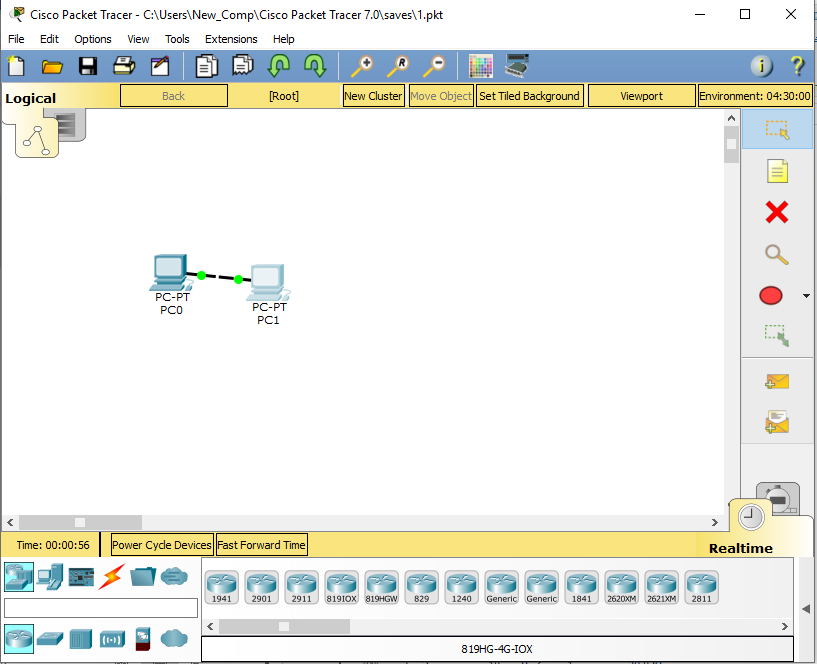 Cisco Packet Tracer - C:\Users\New_Comp\Cisco Packet Tracer 7.0\saves\1.pkt
File Edit Options View Tools Extensions Help
R i ?
Logical Back [Root] New Cluster Move Object Set Tiled Background Viewport Environment: 04:30:00
PC-PT
PC0
PC-PT
PC1
Time: 00:00:56 Power Cycle Devices Fast Forward Time Realtime
1941 2901 2911 819IOX 819HGW 829 1240 Generic Generic 1841 2620XM 2621XM 2811
819HG-4G-IOX